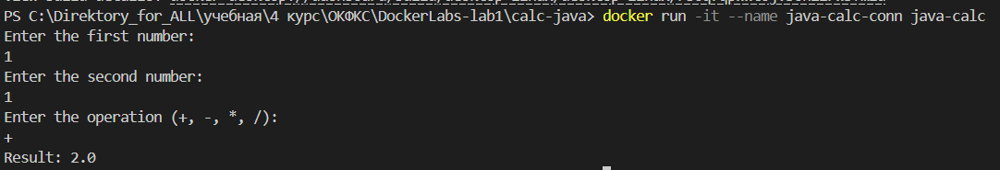 PS C:\Direktory_for_ALL\учебная\4 курс\ОКФКС\DockerLabs-lab1\calc-java> docker run -it --name java-calc-conn java-calc
Enter the first number:
1
Enter the second number:
1
Enter the operation (+, -, *, /):
+
Result: 2.0